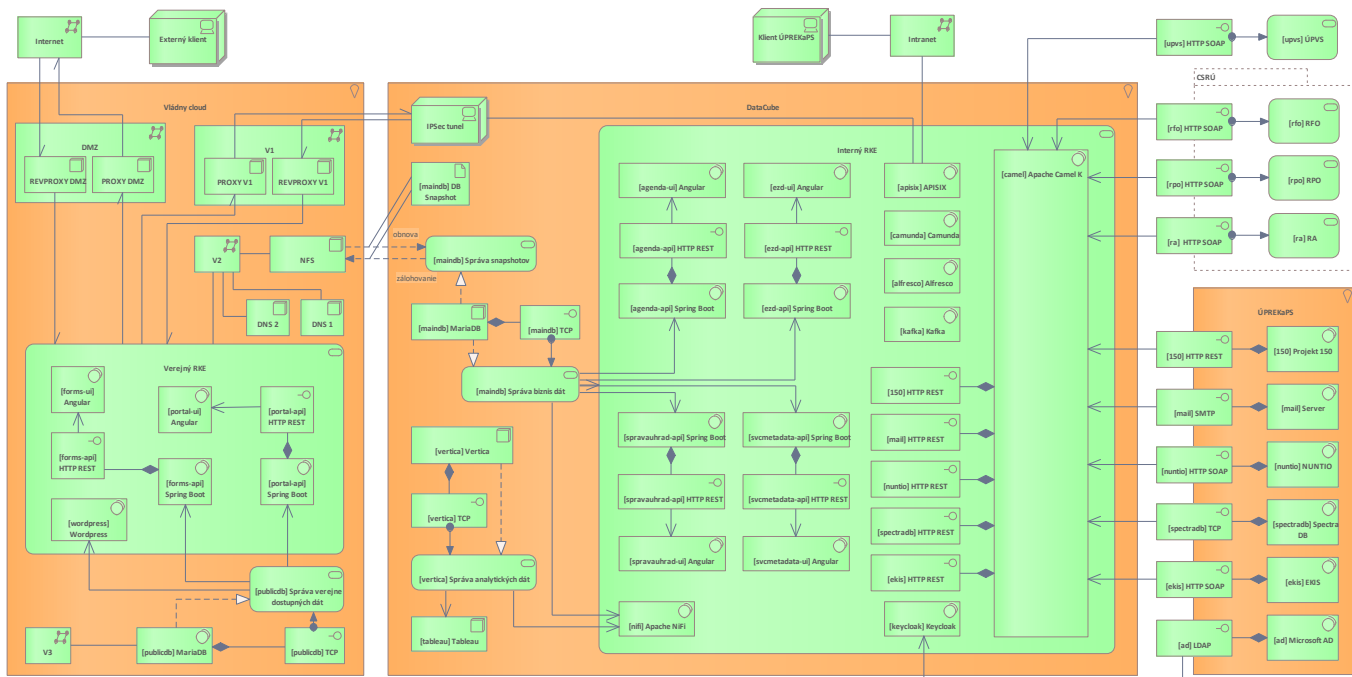 Internet
Externý klient
Klient ÚPREKaPS
Intranet
[upvs] HTTP SOAP
[upvs] ÚPVS
CSRÚ
[rfo] HTTP SOAP
[rfo] RFO
[rpo] HTTP SOAP
[rpo] RPO
[ra] HTTP SOAP
[ra] RA
Vládny cloud
DMZ
REVPROXY DMZ
PROXY DMZ
V1
PROXY V1
REVPROXY V1
V2
NFS
DNS 2
DNS 1
Verejný RKE
[forms-ui]
Angular
[portal-ui]
Angular
[portal-api]
HTTP REST
[forms-api]
HTTP REST
[forms-api]
Spring Boot
[portal-api]
Spring Boot
[wordpress]
Wordpress
[publicdb] Správa verejne
dostupných dát
V3
[publicdb] MariaDB
[publicdb] TCP
DataCube
IPSec tunel
[maindb] DB
Snapshot
obnova
zálohovanie
[maindb] Správa snapshotov
[maindb] MariaDB
[maindb] TCP
[maindb] Správa biznis dát
[vertica] Vertica
[vertica] TCP
[vertica] Správa analytických dát
[tableau] Tableau
Interný RKE
[agenda-ui] Angular
[ezd-ui] Angular
[apisix] APISIX
[camel] Apache Camel K
[agenda-api] HTTP REST
[ezd-api] HTTP REST
[camunda] Camunda
[alfresco] Alfresco
[agenda-api] Spring Boot
[ezd-api] Spring Boot
[kafka] Kafka
[150] HTTP REST
[spravauhrad-api] Spring Boot
[svcmetadata-api] Spring Boot
[mail] HTTP REST
[spravauhrad-api] HTTP REST
[svcmetadata-api] HTTP REST
[nuntio] HTTP REST
[spectradb] HTTP REST
[spravauhrad-ui] Angular
[svcmetadata-ui] Angular
[ekis] HTTP REST
[nifi] Apache NiFi
[keycloak] Keycloak
ÚPREKaPS
[150] HTTP REST
[150] Projekt 150
[mail] SMTP
[mail] Server
[nuntio] HTTP SOAP
[nuntio] NUNTIO
[spectradb] TCP
[spectradb] Spectra
DB
[ekis] HTTP SOAP
[ekis] EKIS
[ad] LDAP
[ad] Microsoft AD